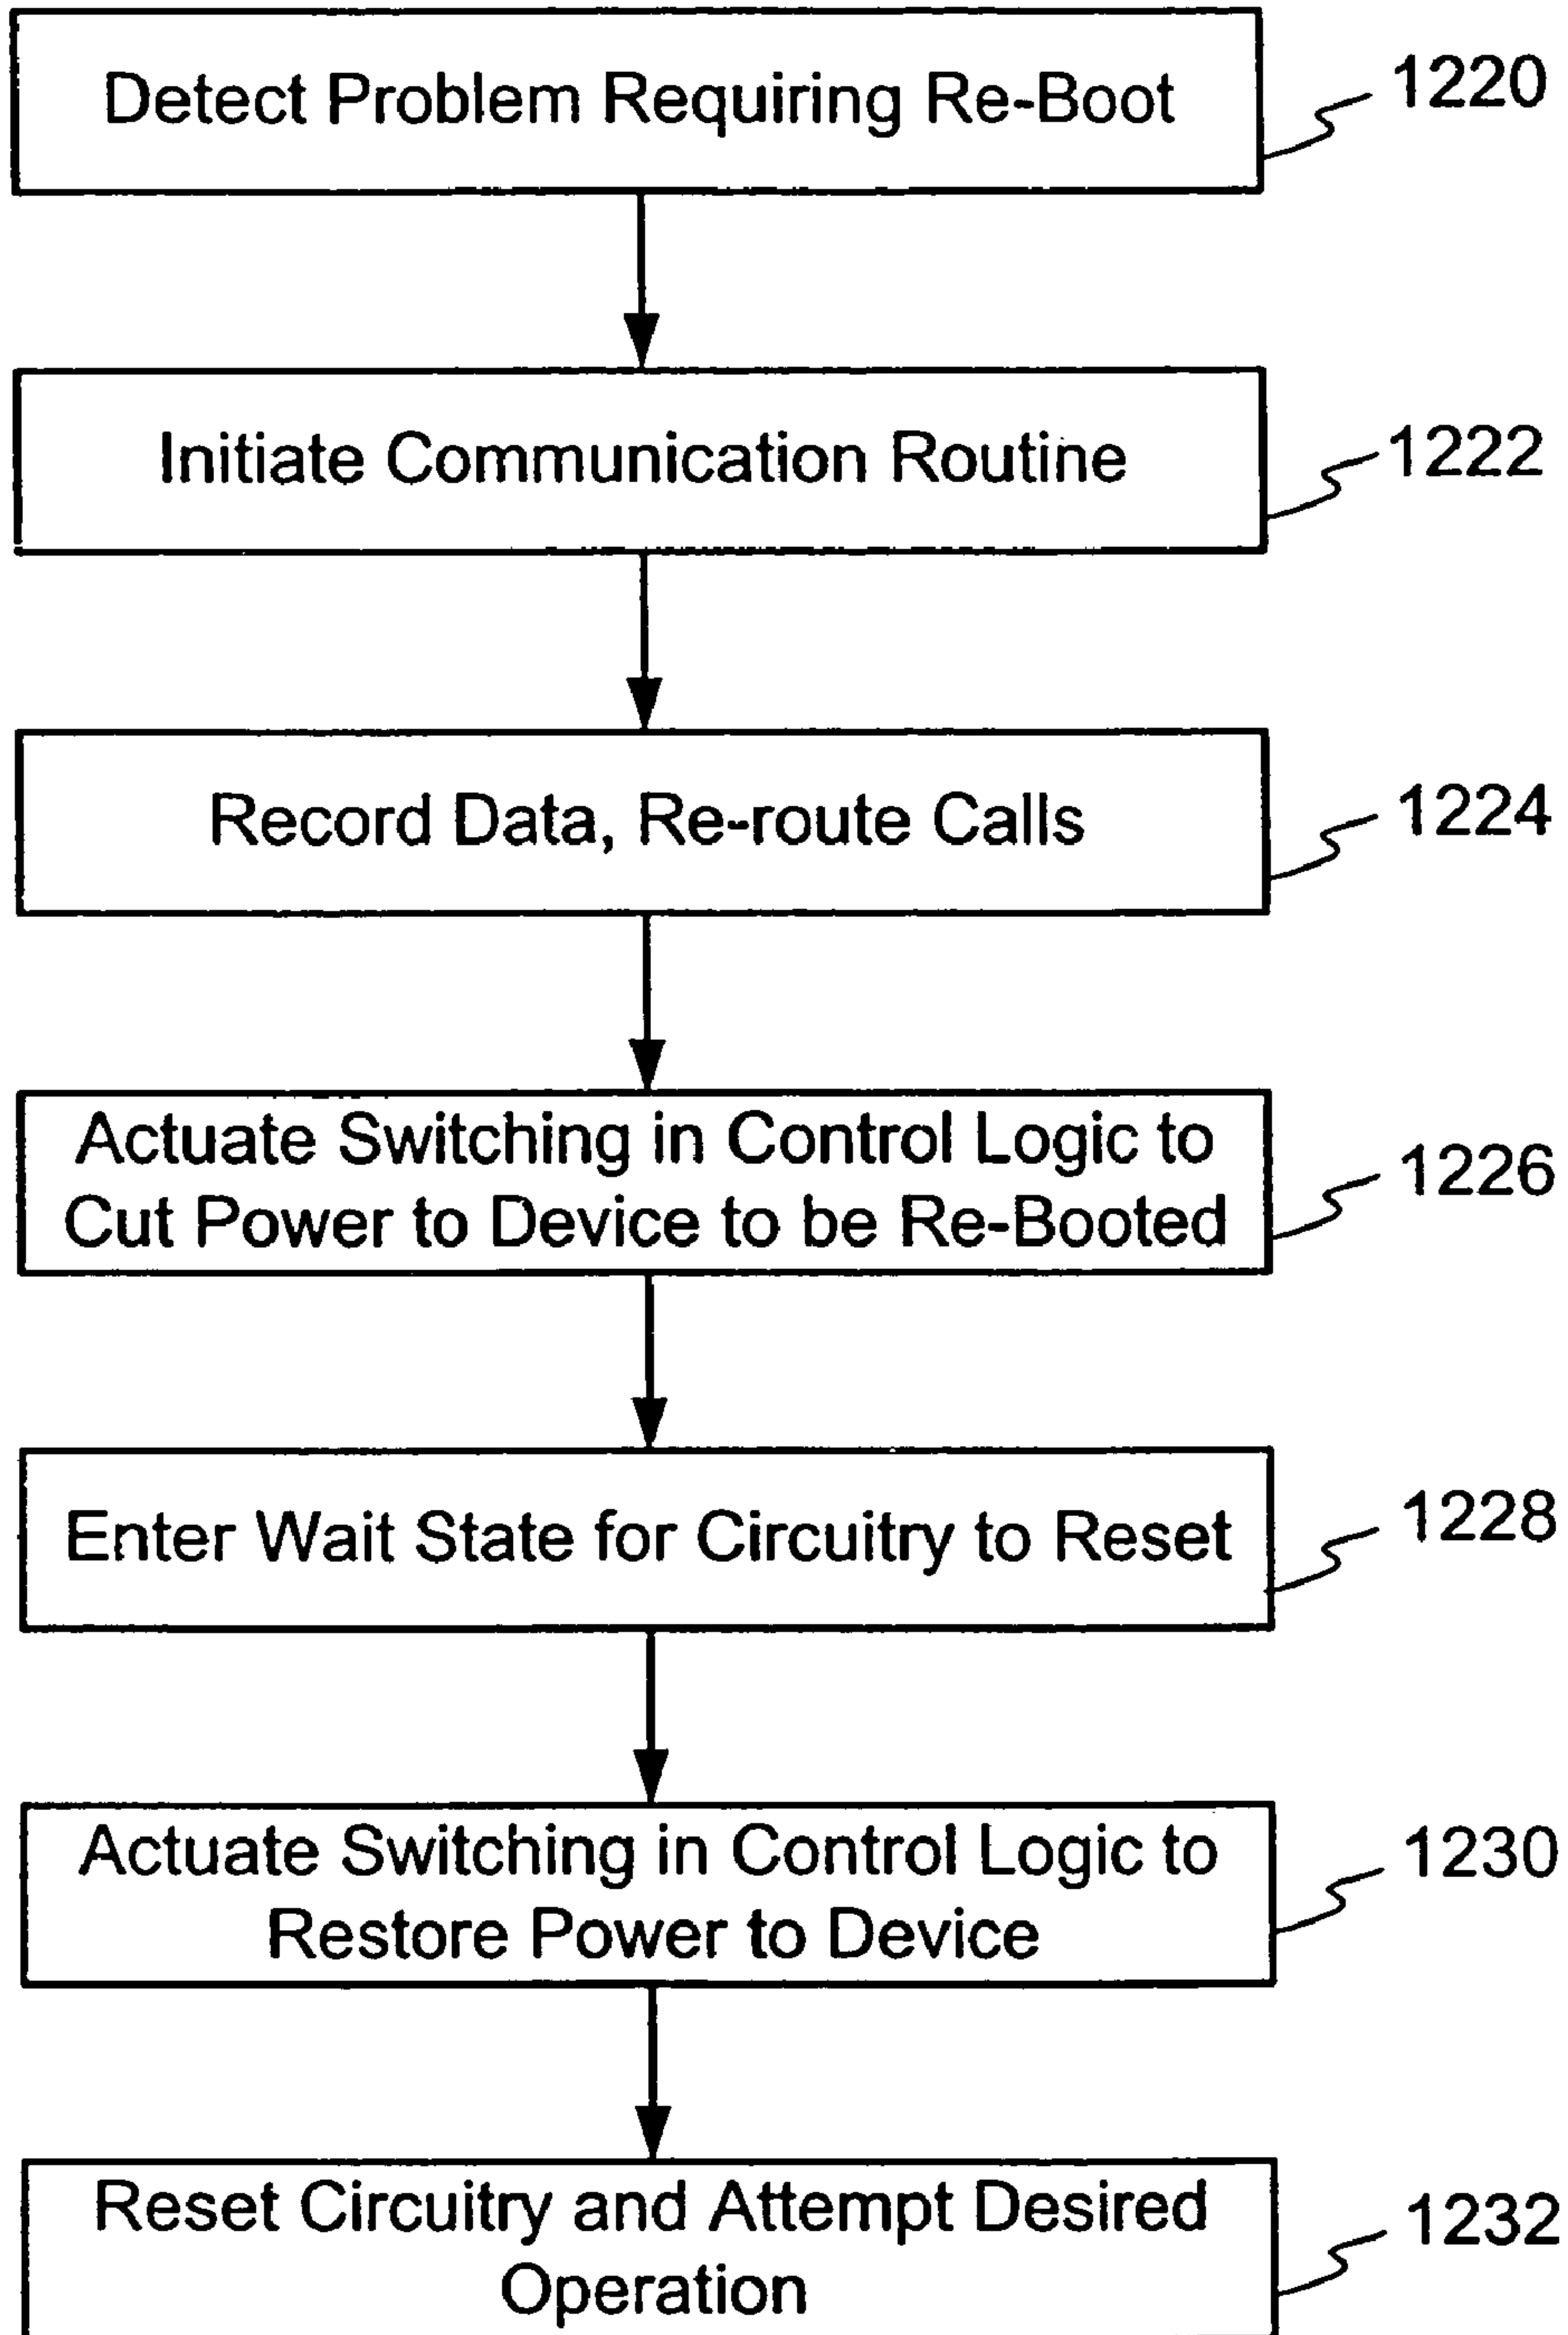 Detect Problem Requiring Re-Boot
1220
Initiate Communication Routine
1222
Record Data, Re-route Calls
1224
Actuate Switching in Control Logic to
Cut Power to Device to be Re-Booted
1226
Enter Wait State for Circuitry to Reset
1228
Actuate Switching in Control Logic to
Restore Power to Device
1230
Reset Circuitry and Attempt Desired
Operation
1232